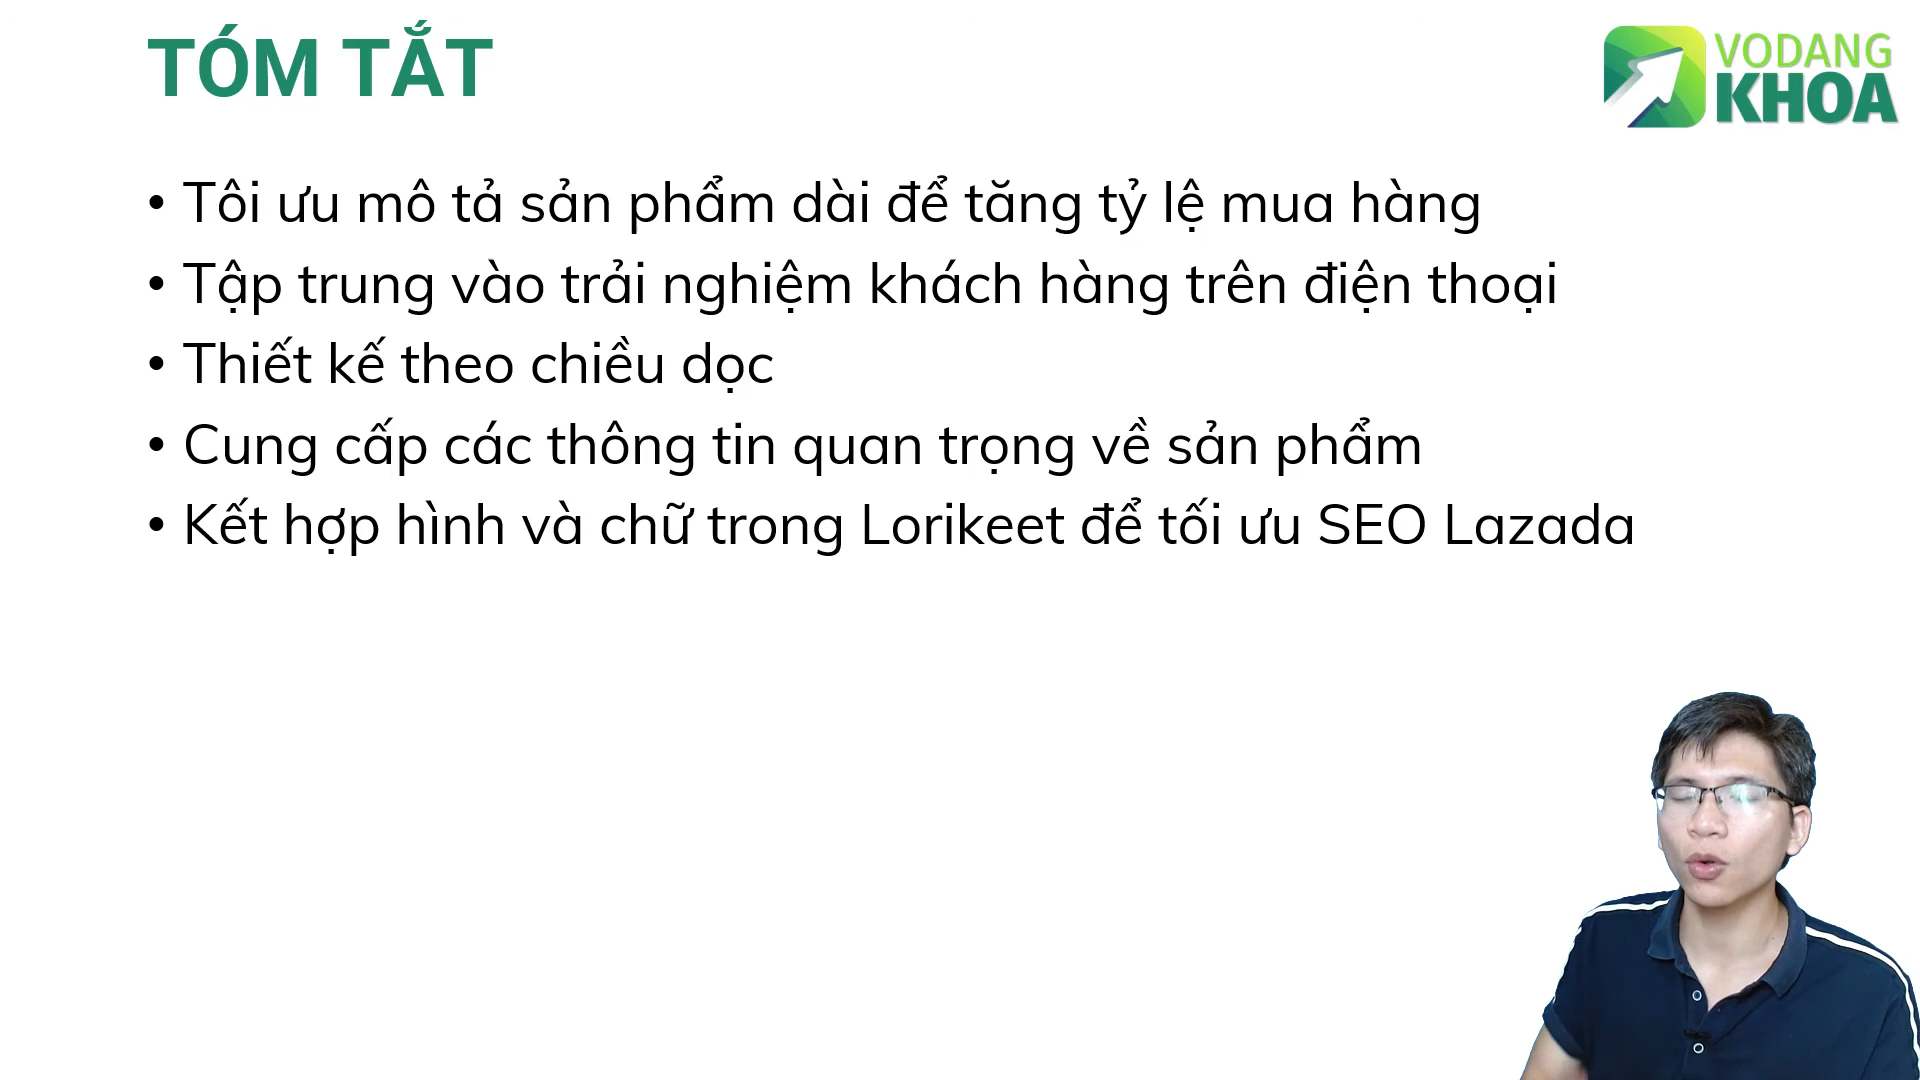 TÓM TẮT
VODANG
KHOA
• Tôi ưu mô tả sản phẩm dài để tăng tỷ lệ mua hàng
• Tập trung vào trải nghiệm khách hàng trên điện thoại
• Thiết kế theo chiều dọc
• Cung cấp các thông tin quan trọng về sản phẩm
• Kết hợp hình và chữ trong Lorikeet để tối ưu SEO Lazada